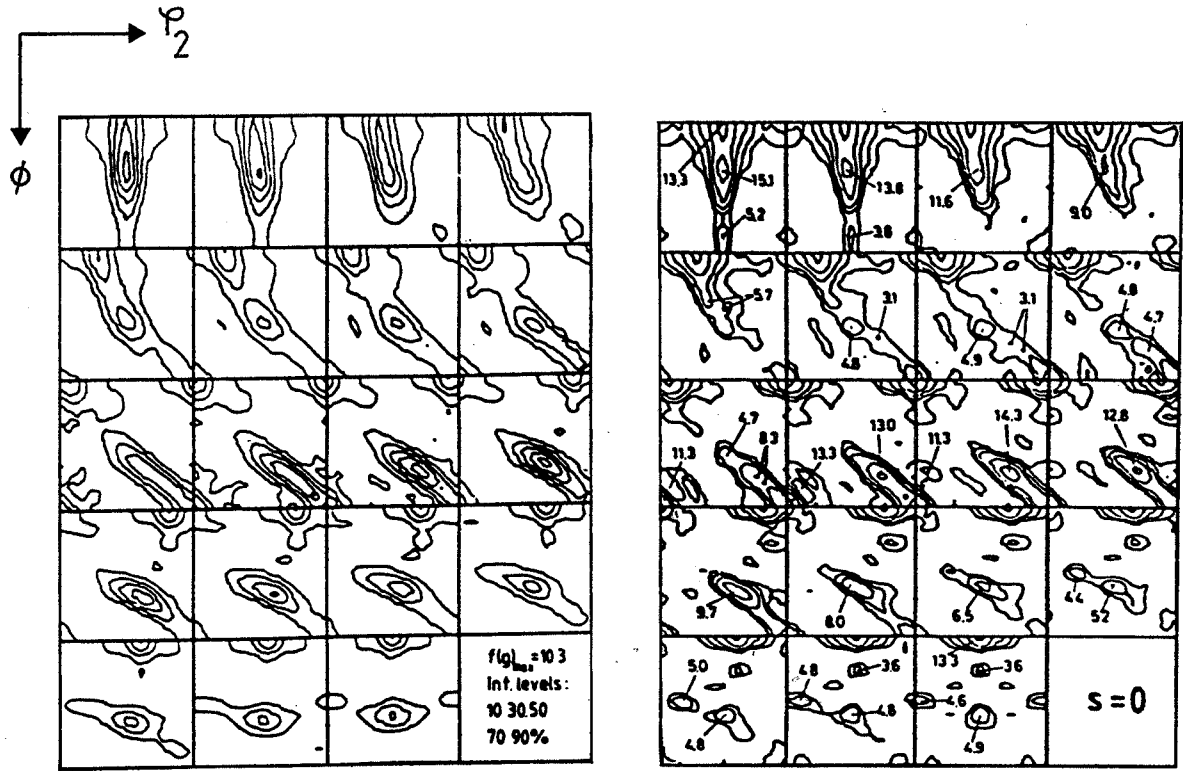 φ2
ϕ
f(g)max=10 3
Int. levels:
10 30.50
70 90%
13,3 15.1 13.8 11.6 9.0
5.2 3.8
5.7 3.1 3.1 4.8 4.7
4.8 4.9
4.7 13.0 14.3 12.8
11.3 8.3 13.3 11.3
9.7 8.0 6.5 4.4 5.2
5.0 4.8 3.6 13.3 3.6
4.8 4.8 4.6 4.9
s=0